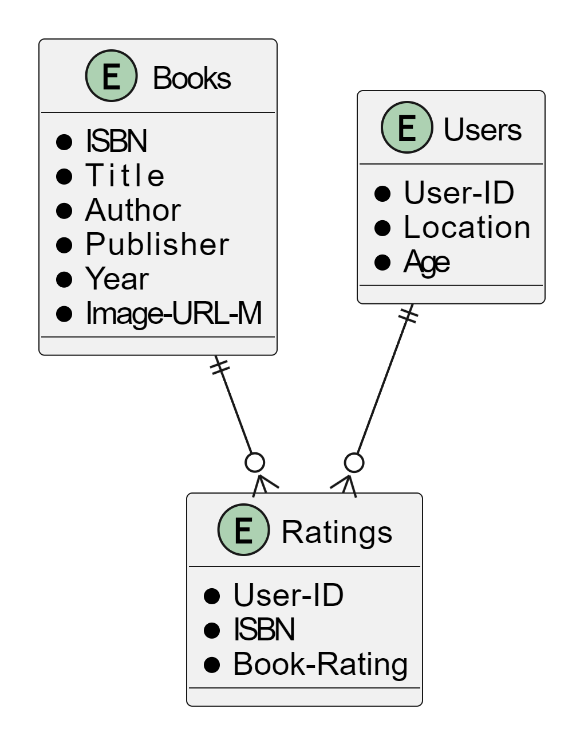 E Books
ISBN
Title
Author
Publisher
Year
Image-URL-M
E Users
User-ID
Location
Age
E Ratings
User-ID
ISBN
Book-Rating